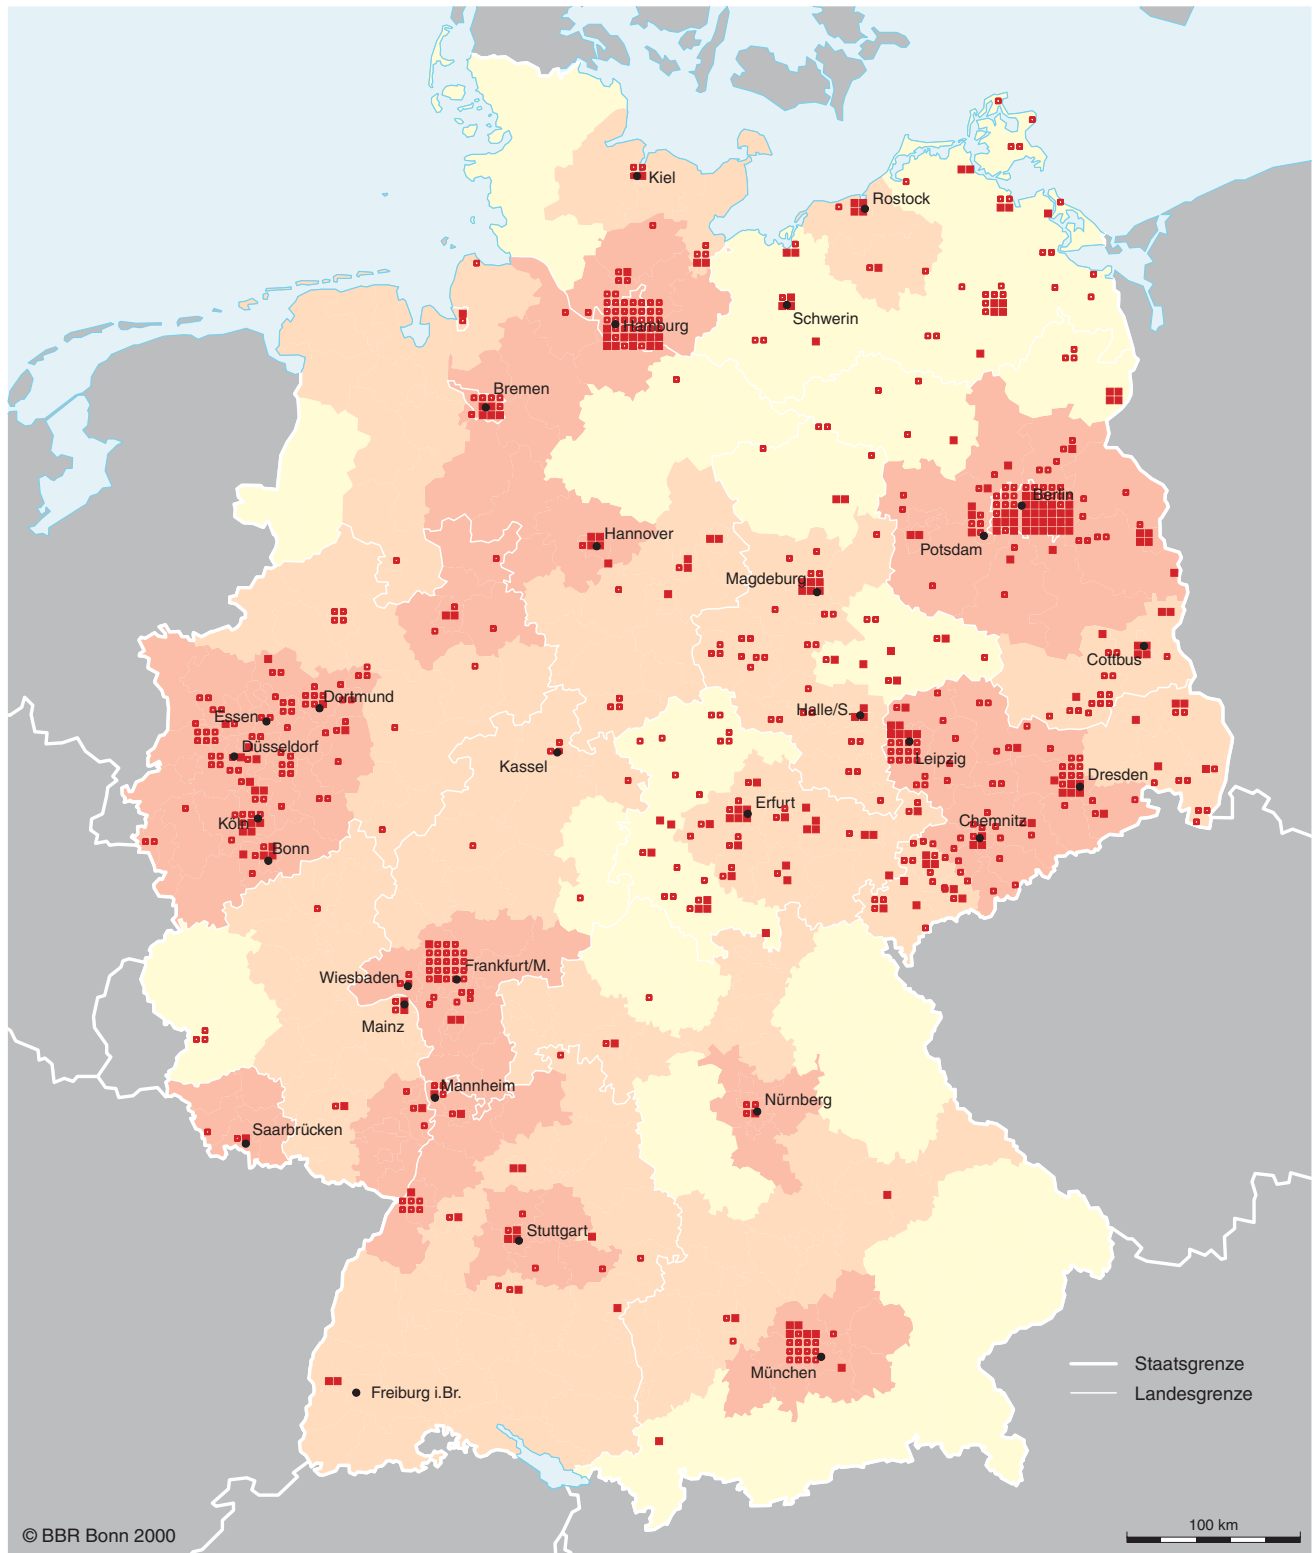 Kiel
Rostock
Hamburg
Schwerin
Bremen
Berlin
Hannover
Potsdam
Magdeburg
Cottbus
Dortmund
Essen
Halle/S.
Düsseldorf
Leipzig
Kassel
Dresden
Erfurt
Köln
Chemnitz
Bonn
Frankfurt/M.
Wiesbaden
Mainz
Mannheim
Nürnberg
Saarbrücken
Stuttgart
München
Freiburg i.Br.
Staatsgrenze
Landesgrenze
100 km
© BBR Bonn 2000